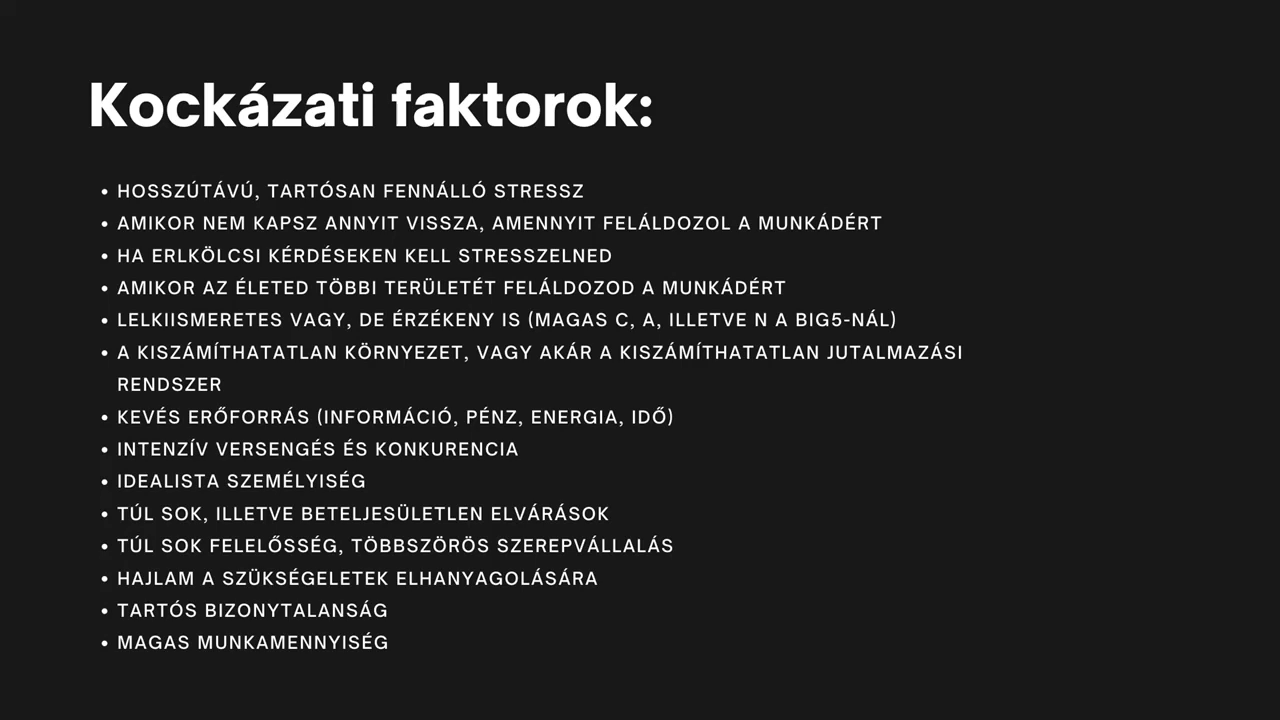 Kockázati faktorok:
• HOSSZÚTÁVÚ, TARTÓSAN FENNÁLLÓ STRESSZ
• AMIKOR NEM KAPSZ ANNYIT VISSZA, AMENNYIT FELÁLDOZOL A MUNKÁDÉRT
• HA ERLKÖLCSI KÉRDÉSEKEN KELL STRESSZELNED
• AMIKOR AZ ÉLETED TÖBBI TERÜLETÉT FELÁLDOZOD A MUNKÁDÉRT
• LELKIISMERETES VAGY, DE ÉRZÉKENY IS (MAGAS C, A, ILLETVE N A BIG5-NÁL)
• A KISZÁMÍTHATATLAN KÖRNYEZET, VAGY AKÁR A KISZÁMÍTHATATLAN JUTALMAZÁSI
RENDSZER
• KEVÉS ERŐFORRÁS (INFORMÁCIÓ, PÉNZ, ENERGIA, IDŐ)
• INTENZÍV VERSENGÉS ÉS KONKURENCIA
• IDEALISTA SZEMÉLYISÉG
• TÚL SOK, ILLETVE BETELJESÜLETLEN ELVÁRÁSOK
• TÚL SOK FELELŐSSÉG, TÖBBSZÖRÖS SZEREPVÁLLALÁS
• HAJLAM A SZÜKSÉGELETEK ELHANYAGOLÁSÁRA
• TARTÓS BIZONYTALANSÁG
• MAGAS MUNKAMENNYISÉG